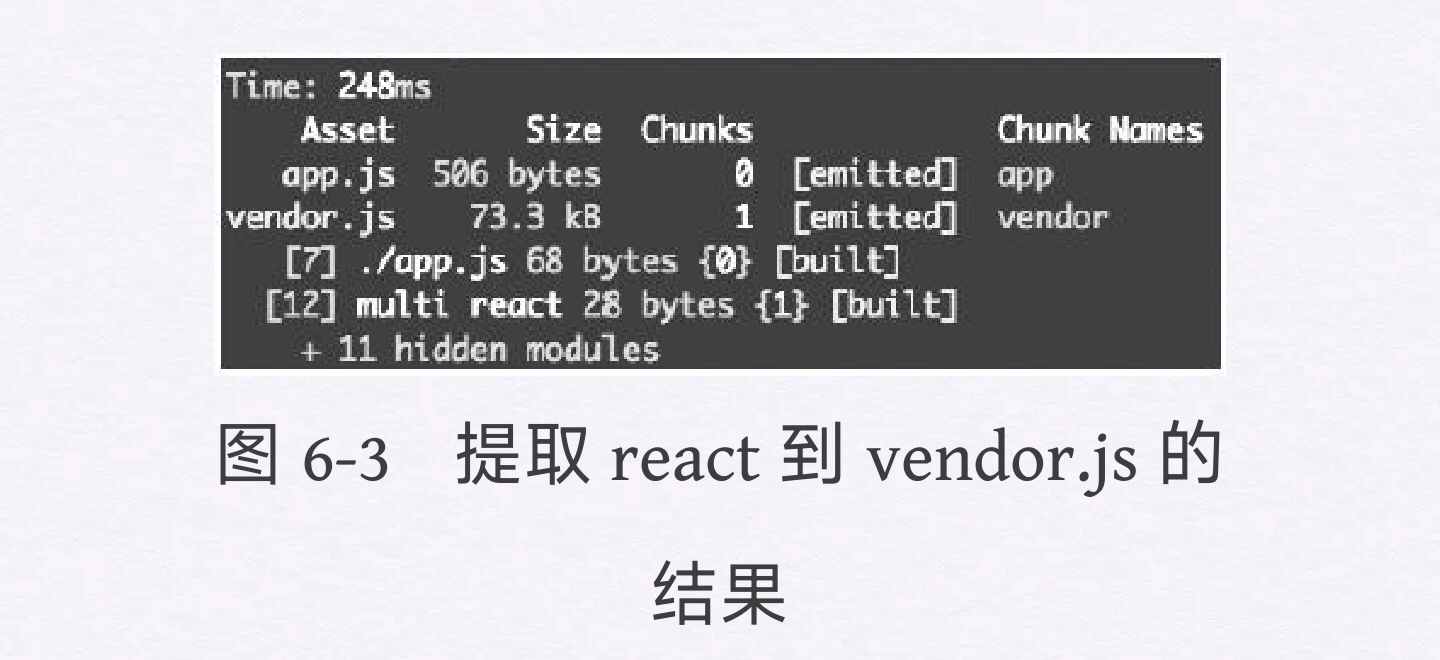 Time: 248ms
Asset Size Chunks Chunk Names
app.js 506 bytes 0 [emitted] app
vendor.js 73.3 kB 1 [emitted] vendor
[7] ./app.js 68 bytes {0} [built]
[12] multi react 28 bytes {1} [built]
+ 11 hidden modules
图 6-3 提取 react 到 vendor.js 的
结果